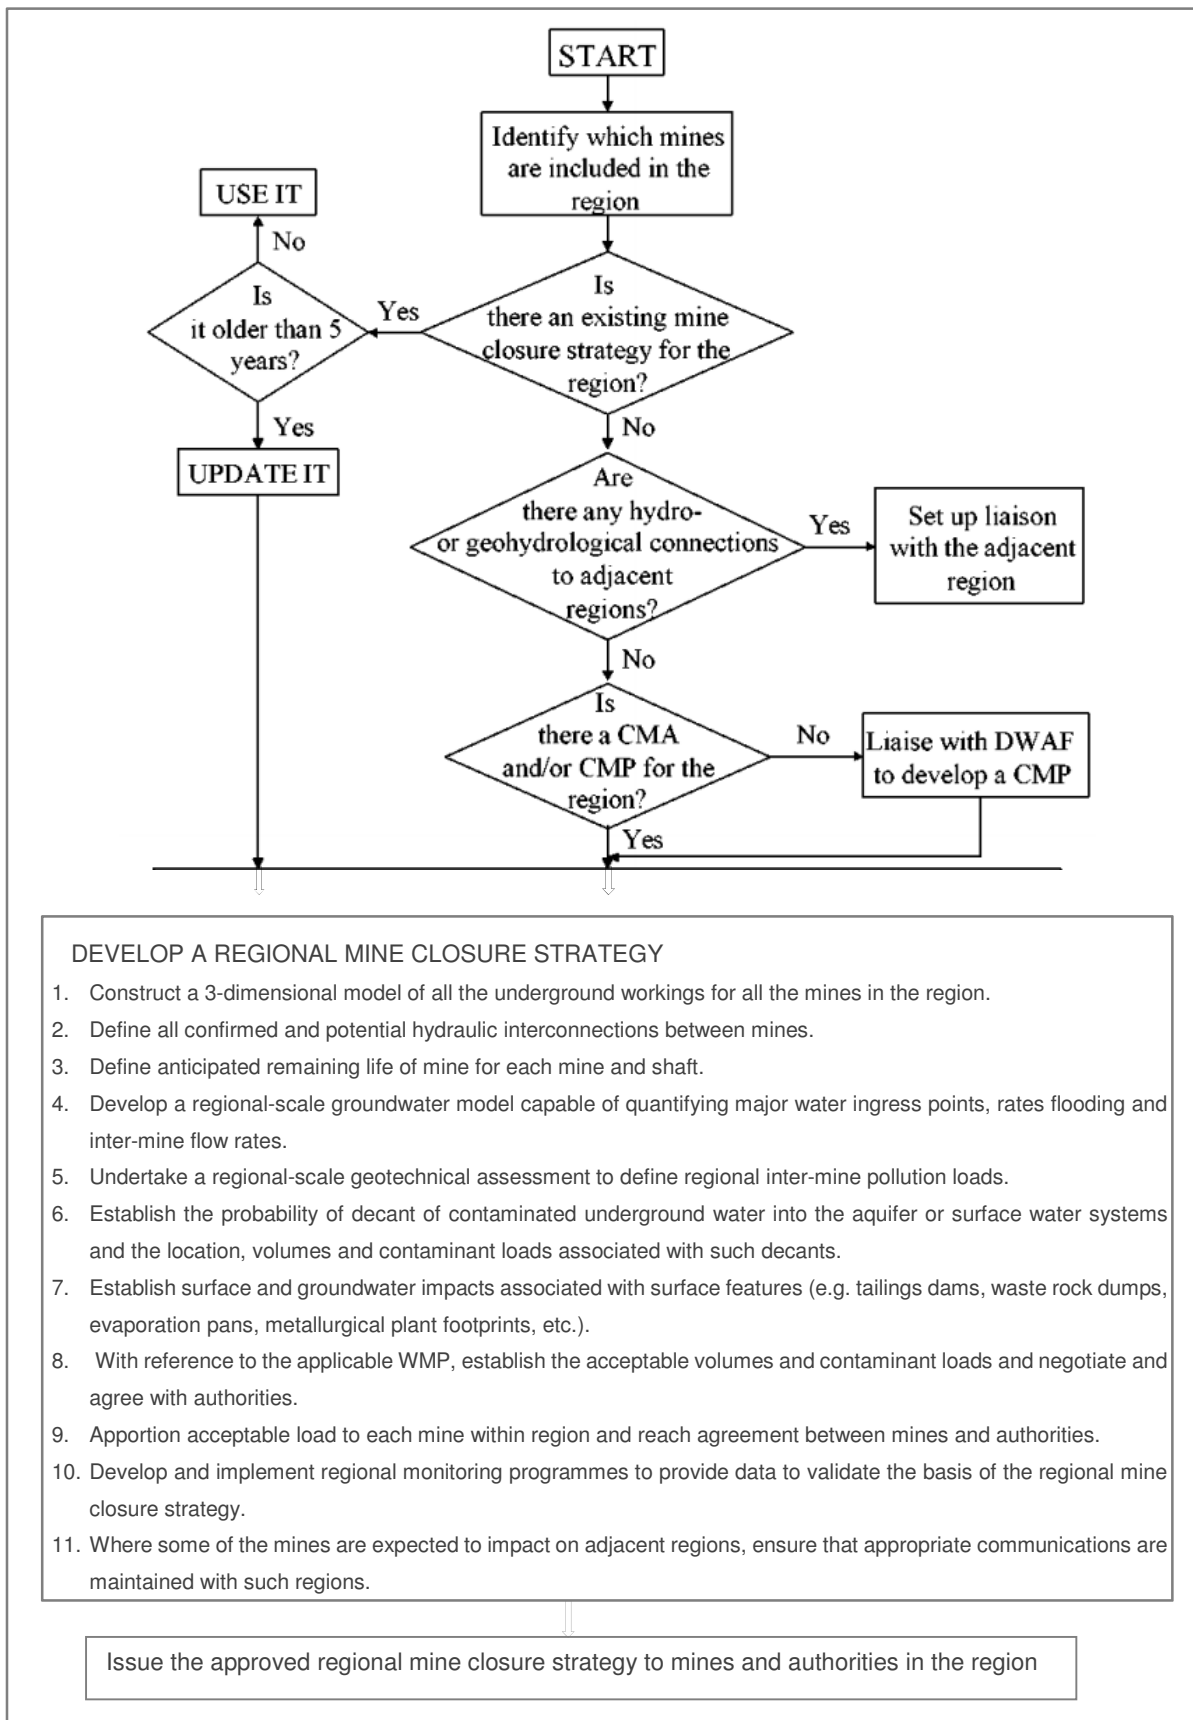 START
Identify which mines
are included in the
region
USE IT
No
Is
it older than 5
years?
Yes
Is
there an existing mine
closure strategy for the
region?
Yes
UPDATE IT
No
Are
there any hydro-
or geohydrological connections
to adjacent
regions?
Yes
Set up liaison
with the adjacent
region
No
Is
there a CMA
and/or CMP for the
region?
No
Liaise with DWAF
to develop a CMP
Yes
DEVELOP A REGIONAL MINE CLOSURE STRATEGY
1. Construct a 3-dimensional model of all the underground workings for all the mines in the region.
2. Define all confirmed and potential hydraulic interconnections between mines.
3. Define anticipated remaining life of mine for each mine and shaft.
4. Develop a regional-scale groundwater model capable of quantifying major water ingress points, rates flooding and
inter-mine flow rates.
5. Undertake a regional-scale geotechnical assessment to define regional inter-mine pollution loads.
6. Establish the probability of decant of contaminated underground water into the aquifer or surface water systems
and the location, volumes and contaminant loads associated with such decants.
7. Establish surface and groundwater impacts associated with surface features (e.g. tailings dams, waste rock dumps,
evaporation pans, metallurgical plant footprints, etc.).
8. With reference to the applicable WMP, establish the acceptable volumes and contaminant loads and negotiate and
agree with authorities.
9. Apportion acceptable load to each mine within region and reach agreement between mines and authorities.
10. Develop and implement regional monitoring programmes to provide data to validate the basis of the regional mine
closure strategy.
11. Where some of the mines are expected to impact on adjacent regions, ensure that appropriate communications are
maintained with such regions.
Issue the approved regional mine closure strategy to mines and authorities in the region